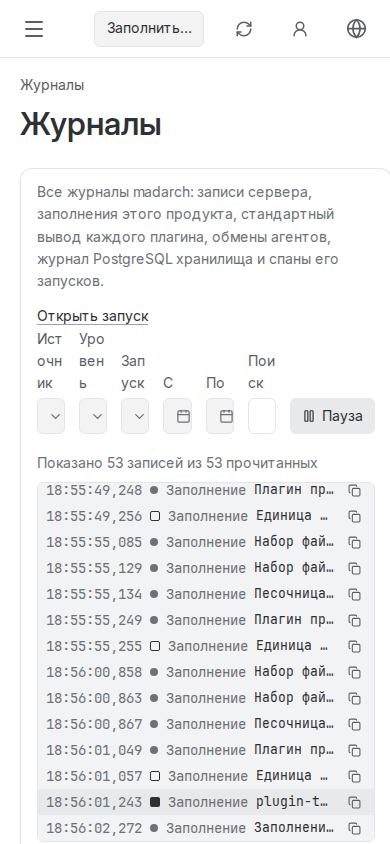 Заполнить...
Журналы
Журналы
Все журналы madarch: записи сервера,
заполнения этого продукта, стандартный
вывод каждого плагина, обмены агентов,
журнал PostgreSQL хранилища и спаны его
запусков.
Открыть запуск
Ист
очн
ик
Уро
вен
ь
Зап
уск
С
По
Пои
ск
Пауза
Показано 53 записей из 53 прочитанных
18:55:49,248 Заполнение Плагин пр…
18:55:49,256 Заполнение Единица …
18:55:55,085 Заполнение Набор фай…
18:55:55,129 Заполнение Набор фай…
18:55:55,134 Заполнение Песочница…
18:55:55,249 Заполнение Плагин пр…
18:55:55,255 Заполнение Единица …
18:56:00,858 Заполнение Набор фай…
18:56:00,863 Заполнение Набор фай…
18:56:00,867 Заполнение Песочница…
18:56:01,049 Заполнение Плагин пр…
18:56:01,057 Заполнение Единица …
18:56:01,243 Заполнение plugin-t…
18:56:02,272 Заполнение Заполнени…